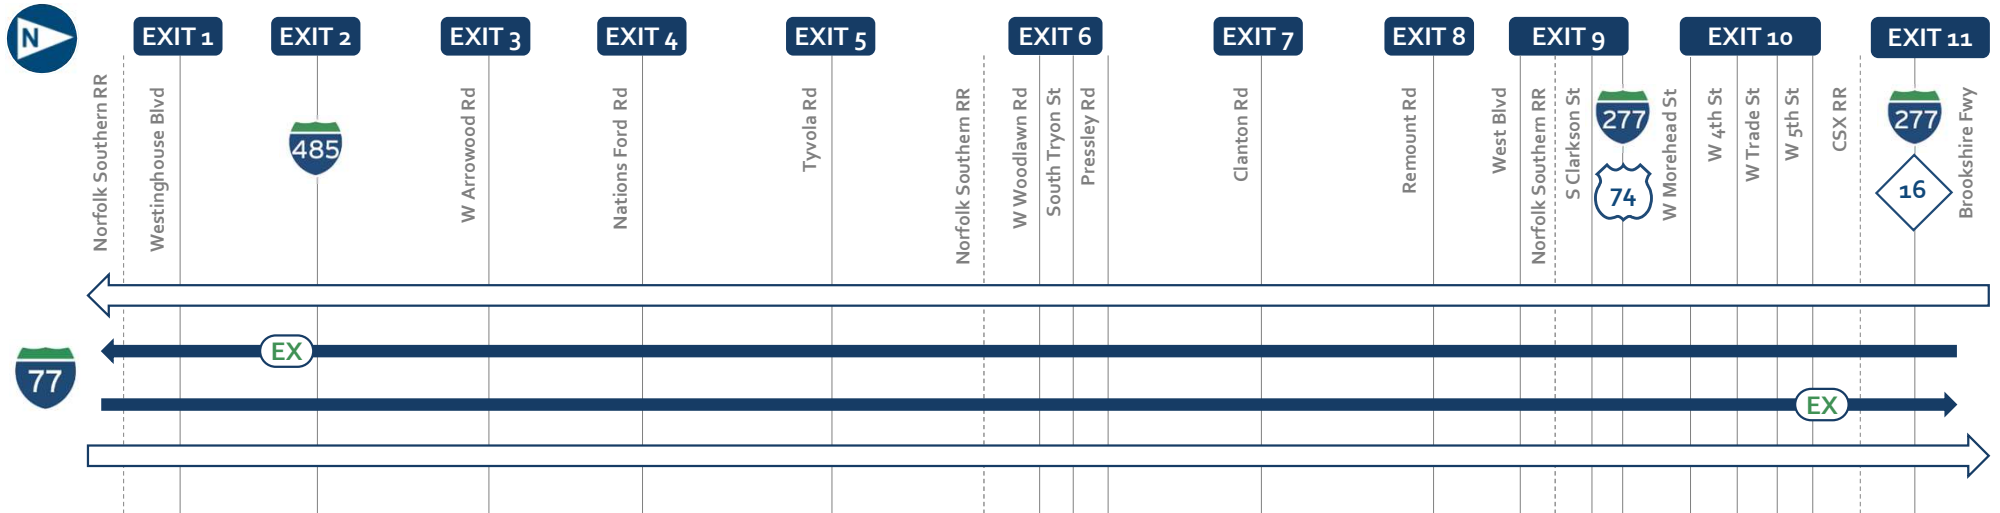 N
EXIT 1
EXIT 2
EXIT 3
EXIT 4
EXIT 5
EXIT 6
EXIT 7
EXIT 8
EXIT 9
EXIT 10
EXIT 11
Norfolk Southern RR
Westinghouse Blvd
485
W Arrowood Rd
Nations Ford Rd
Tyvola Rd
Norfolk Southern RR
W Woodlawn Rd
South Tryon St
Pressley Rd
Clanton Rd
Remount Rd
West Blvd
Norfolk Southern RR
S Clarkson St
277
74
W Morehead St
W 4th St
W Trade St
W 5th St
CSX RR
277
16
Brookshire Fwy
EX
77
EX